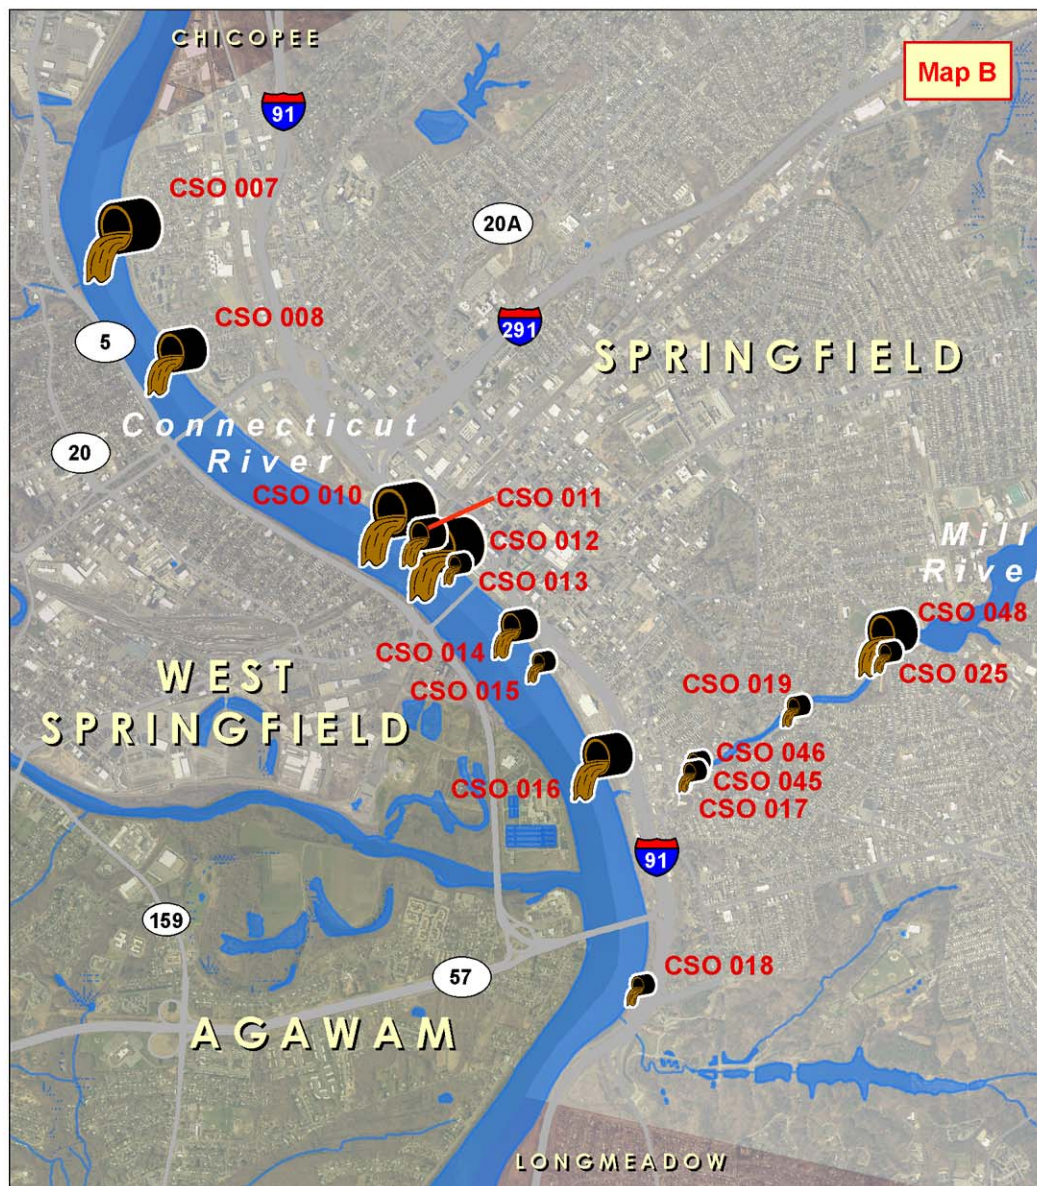 CHICOPEE
Map B
91
CSO 007
20A
CSO 008
5
291
SPRINGFIELD
Connecticut
River
20
CSO 010
CSO 011
CSO 012
CSO 013
Mill
River
CSO 048
CSO 014
CSO 015
CSO 025
WEST
SPRINGFIELD
CSO 019
CSO 046
CSO 045
CSO 017
CSO 016
91
159
57
CSO 018
AGAWAM
LONGMEADOW